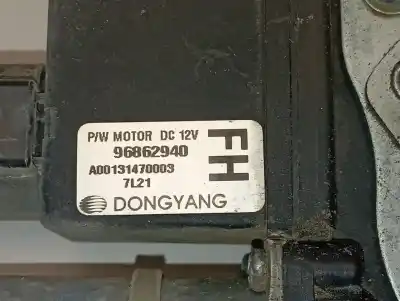 P/W MOTOR DC 12V
96862940
A00131470003
7L21
DONGYANG
FH